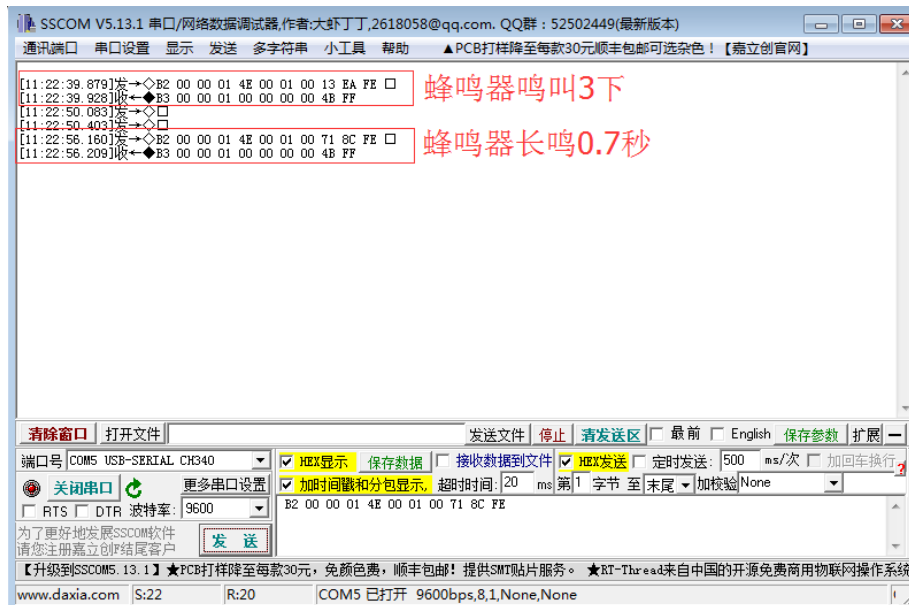 SSCOM V5.13.1 串口/网络数据调试器,作者:大虾丁丁,2618058@qq.com. QQ群：52502449(最新版本)
通讯端口 串口设置 显示 发送 多字符串 小工具 帮助 ▲PCB打样降至每款30元顺丰包邮可选杂色！【嘉立创官网】
[11:22:39.879]发→◇B2 00 00 01 4E 00 01 00 13 EA FE □
[11:22:39.928]收←◆B3 00 00 01 00 00 00 00 4B FF
蜂鸣器鸣叫3下
[11:22:50.083]发→◇□
[11:22:50.403]发→◇□
[11:22:56.160]发→◇B2 00 00 01 4E 00 01 00 71 8C FE □
[11:22:56.209]收←◆B3 00 00 01 00 00 00 00 4B FF
蜂鸣器长鸣0.7秒
清除窗口 打开文件 发送文件 停止 清发送区 最前 English 保存参数 扩展 —
端口号 COM5 USB-SERIAL CH340 HEX显示 保存数据 接收数据到文件 HEX发送 定时发送: 500 ms/次 加回车换行
关闭串口 更多串口设置 加时间戳和分包显示, 超时时间: 20 ms 第1 字节 至 末尾 加校验None
RTS DTR 波特率: 9600 B2 00 00 01 4E 00 01 00 71 8C FE
为了更好地发展SSCOM软件
请您注册嘉立创F结尾客户
发 送
【升级到SSCOM5.13.1】★PCB打样降至每款30元，免颜色费，顺丰包邮！提供SMT贴片服务。 ★RT-Thread来自中国的开源免费商用物联网操作系统
www.daxia.com S:22 R:20 COM5 已打开 9600bps,8,1,None,None